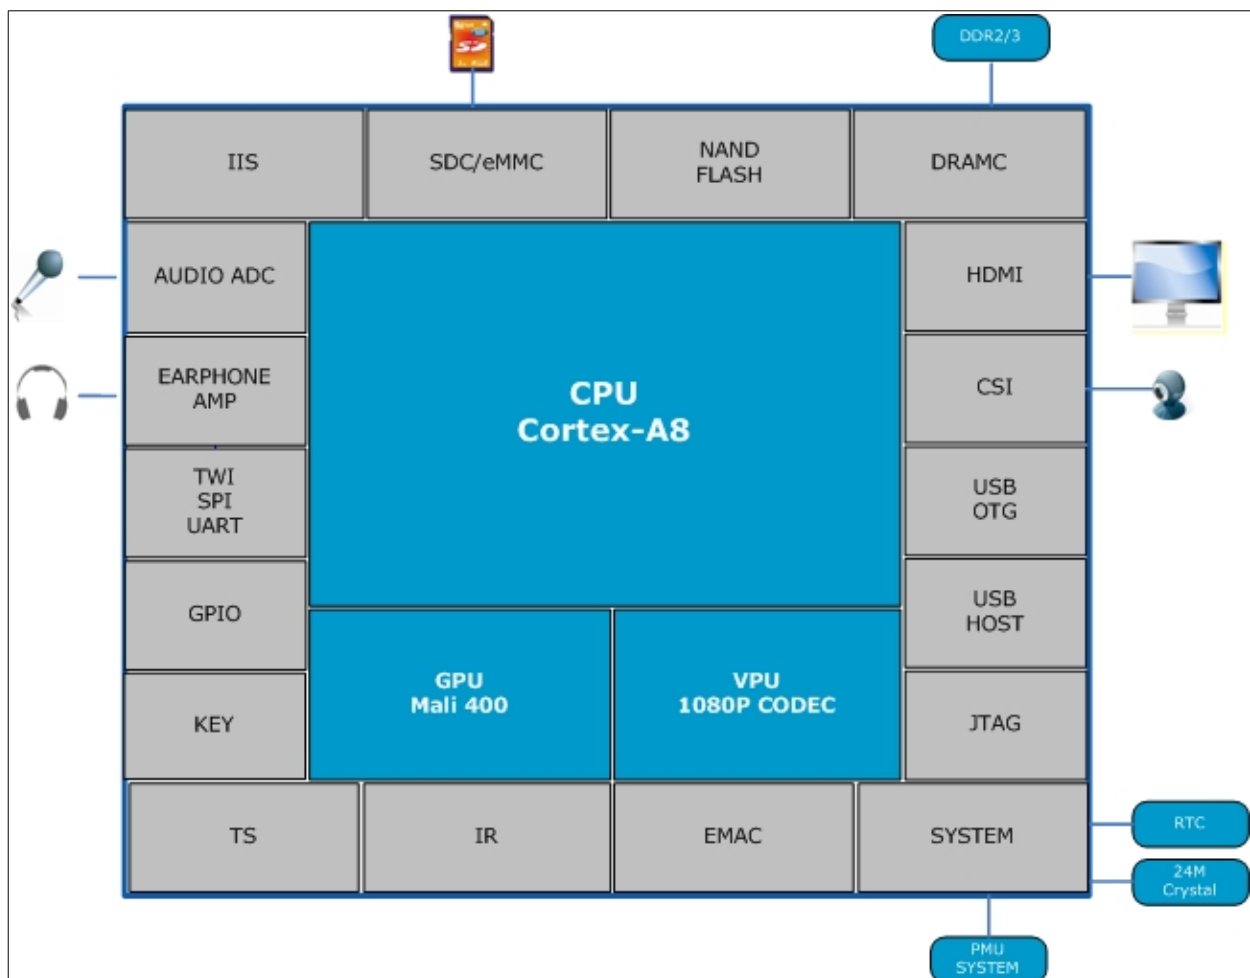 DDR2/3
IIS
SDC/eMMC
NAND
FLASH
DRAMC
AUDIO ADC
HDMI
EARPHONE
AMP
CPU
Cortex-A8
CSI
TWI
SPI
UART
USB
OTG
GPIO
USB
HOST
GPU
Mali 400
VPU
1080P CODEC
KEY
JTAG
TS
IR
EMAC
SYSTEM
RTC
24M
Crystal
PMU
SYSTEM